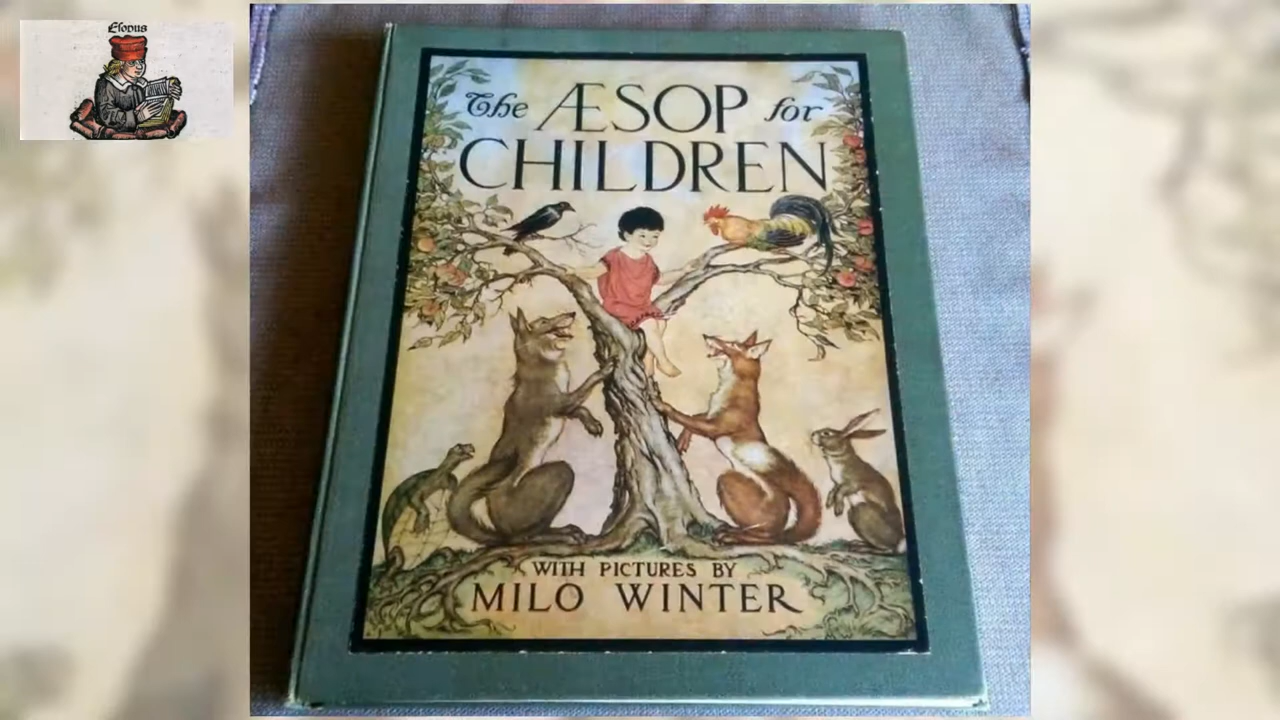 Esopus
The ÆSOP for
CHILDREN
WITH PICTURES BY
MILO WINTER